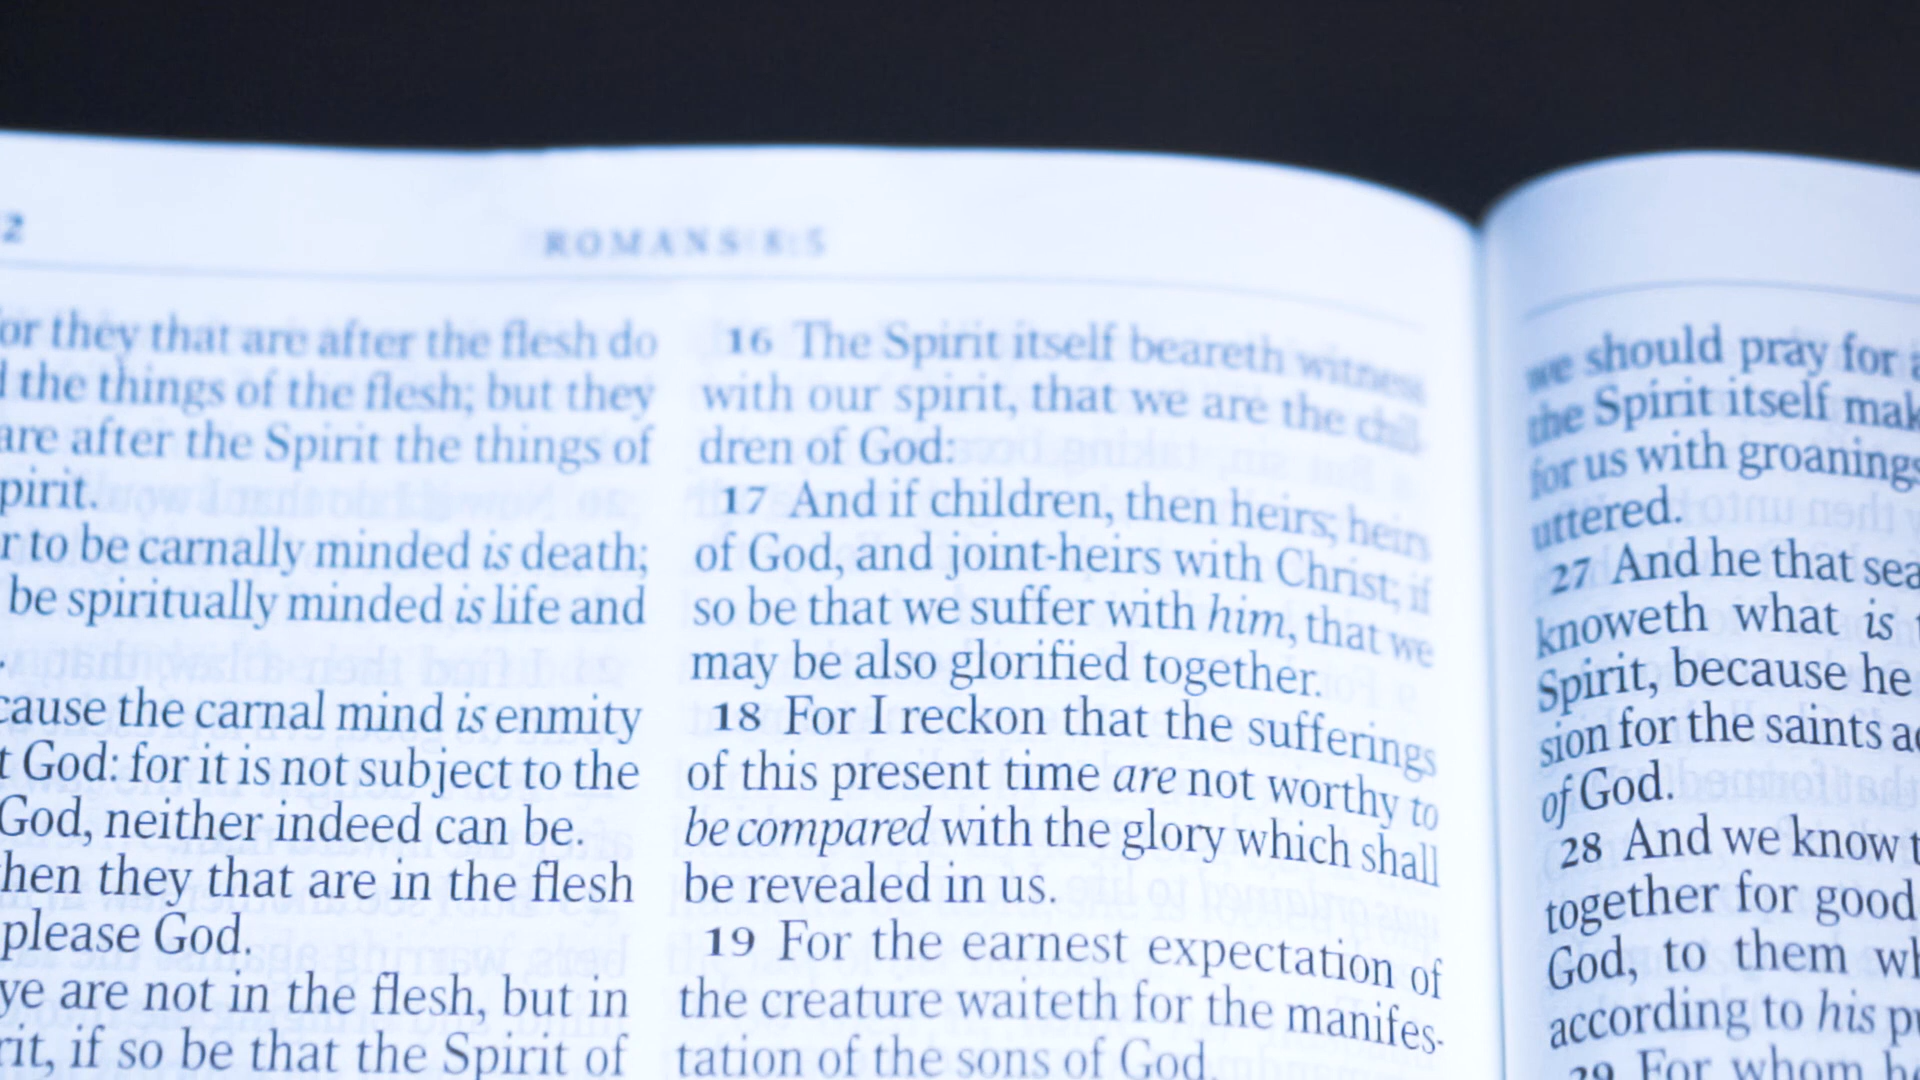 2
ROMANS 8:5
or they that are after the flesh do
the things of the flesh; but they
are after the Spirit the things of
pirit.
r to be carnally minded is death;
be spiritually minded is life and
.
cause the carnal mind is enmity
t God: for it is not subject to the
God, neither indeed can be.
hen they that are in the flesh
please God.
ye are not in the flesh, but in
rit, if so be that the Spirit of
16 The Spirit itself beareth witness
with our spirit, that we are the chil
dren of God:
17 And if children, then heirs; heirs
of God, and joint-heirs with Christ; if
so be that we suffer with him, that we
may be also glorified together.
18 For I reckon that the sufferings
of this present time are not worthy to
be compared with the glory which shall
be revealed in us.
19 For the earnest expectation of
the creature waiteth for the manifes-
tation of the sons of God.
we should pray for a
the Spirit itself mak
for us with groanings
uttered.
27 And he that sea
knoweth what is t
Spirit, because he
sion for the saints ac
of God.
28 And we know t
together for good
God, to them wh
according to his pu
29 For whom he